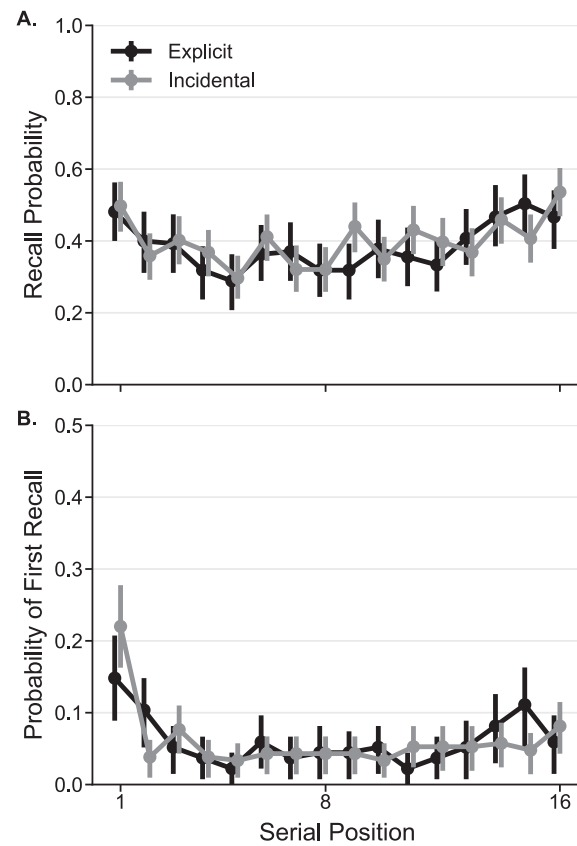 A.
1.0
Explicit
Incidental
0.8
0.6
0.4
0.2
0.0
Recall Probability
B.
0.5
0.4
0.3
0.2
0.1
0.0
Probability of First Recall
1
8
16
Serial Position